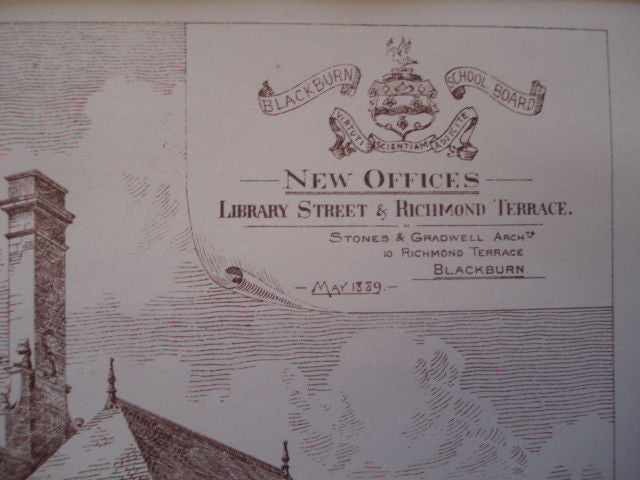 BLACKBURN SCHOOL BOARD
VIRTUTI SCIENTIAM ADJICITE
NEW OFFICES
LIBRARY STREET & RICHMOND TERRACE.
STONES & GRADWELL ARCHTS
10 RICHMOND TERRACE
BLACKBURN
- MAY 1889. -